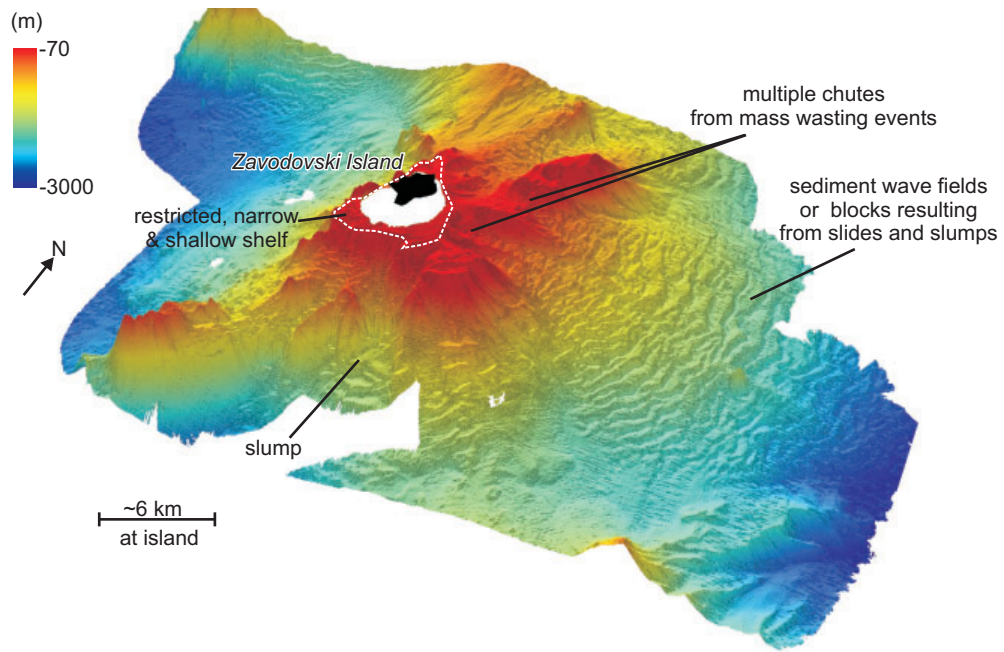 (m)
-70
-3000
multiple chutes
from mass wasting events
Zavodovski Island
sediment wave fields
or blocks resulting
from slides and slumps
restricted, narrow
& shallow shelf
N
slump
~6 km
at island